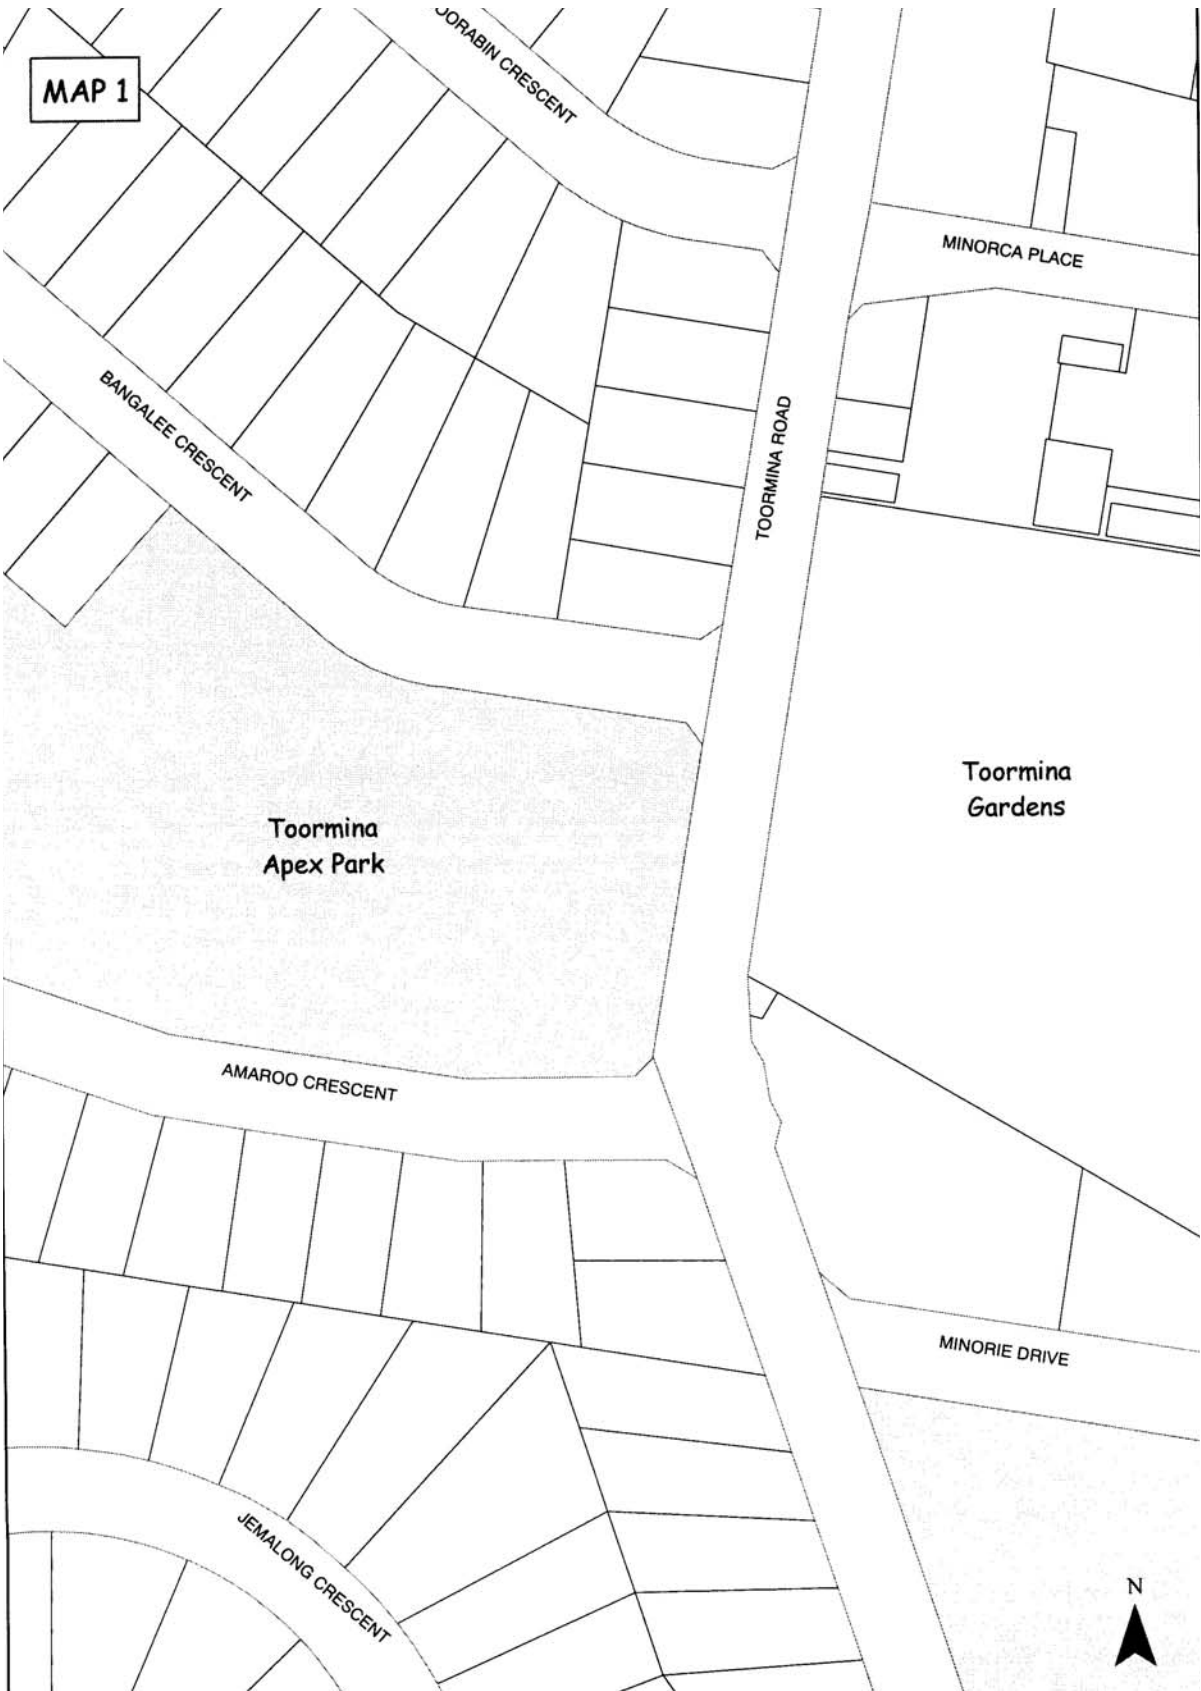 OORABIN CRESCENT
MAP 1
MINORCA PLACE
BANGALEE CRESCENT
TOORMINA ROAD
Toormina
Gardens
Toormina
Apex Park
AMAROO CRESCENT
MINORIE DRIVE
JEMALONG CRESCENT
N